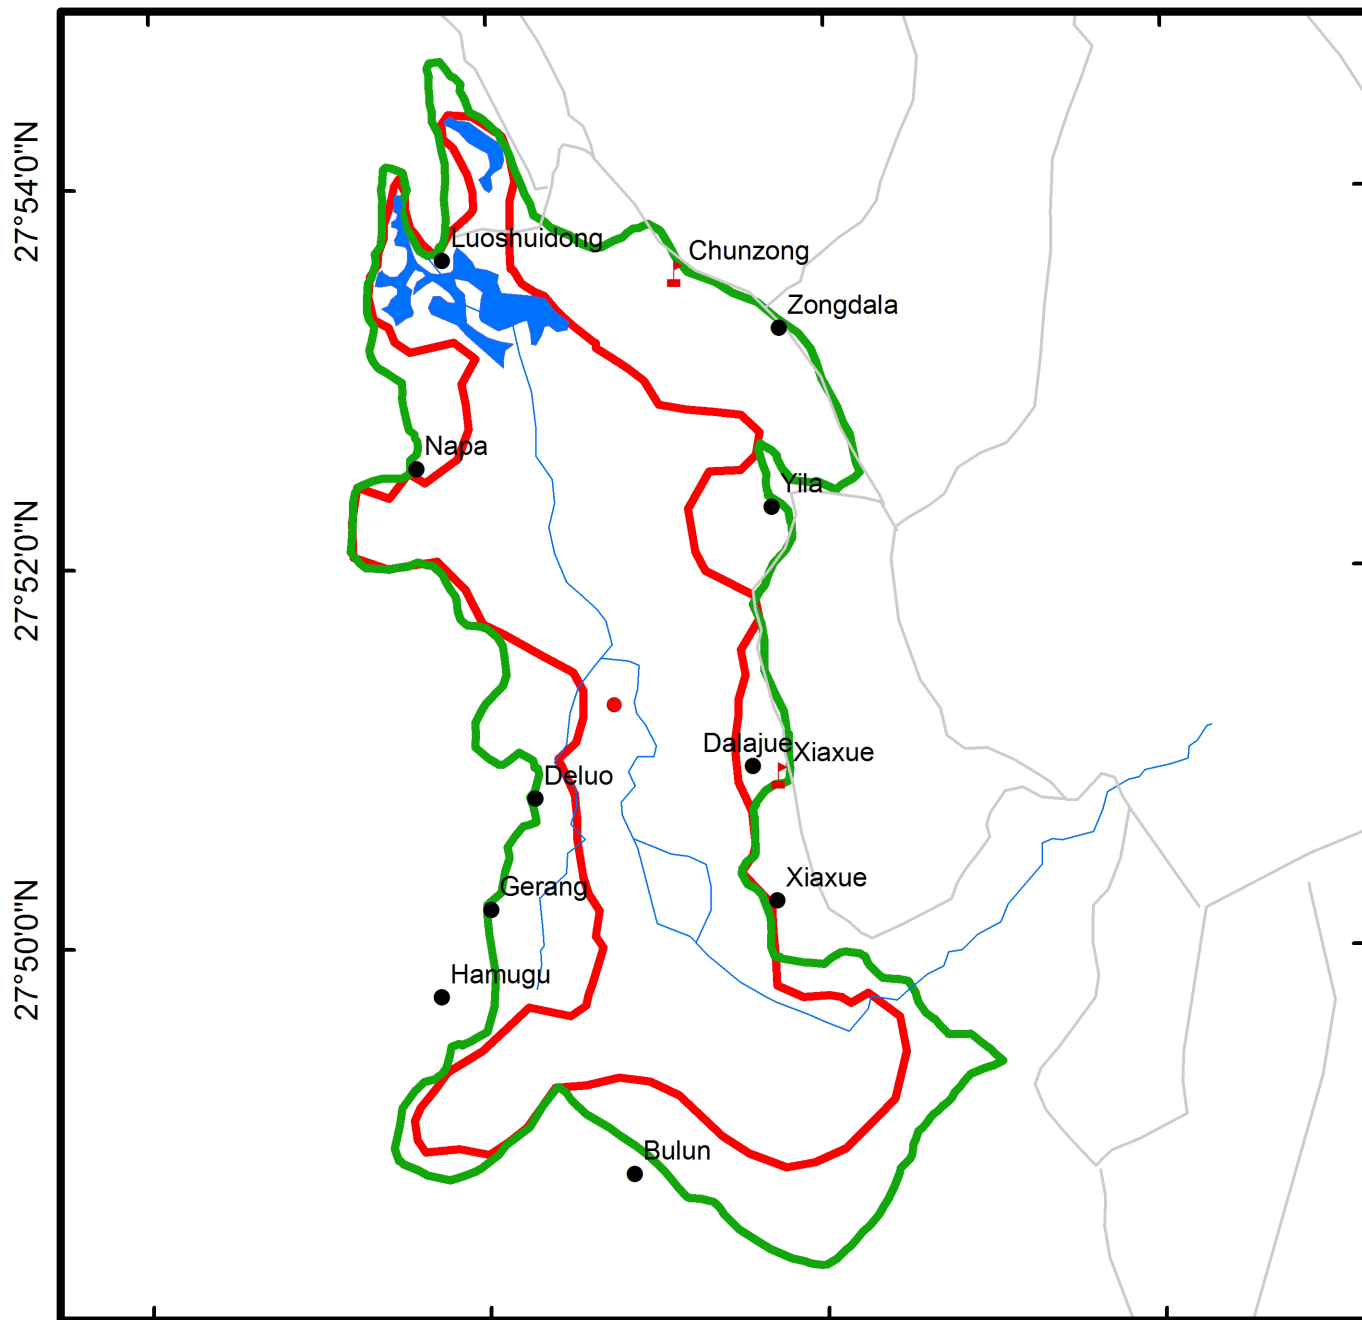 27°54'0"N
Luoshuidong
Chunzong
Zongdala
Napa
Yila
27°52'0"N
Dalajue
Xiaxue
Deluo
Xiaxue
Gerang
27°50'0"N
Hamugu
Bulun